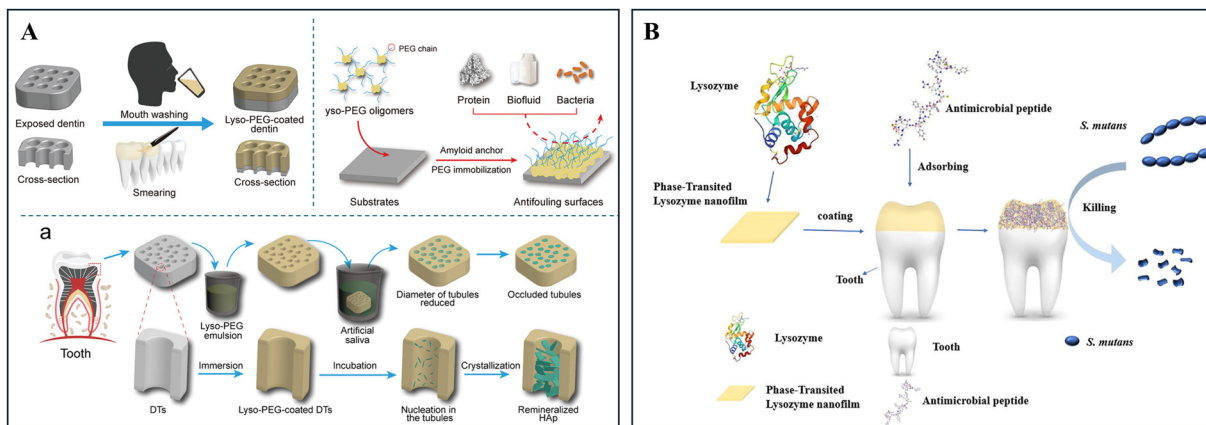 A
Exposed dentin
Cross-section
Mouth washing
Smearing
Lyso-PEG-coated
dentin
Cross-section
PEG chain
yso-PEG oligomers
Substrates
Amyloid anchor
PEG immobilization
Protein
Biofluid
Bacteria
Antifouling surfaces
a
Tooth
Lyso-PEG
emulsion
Artificial
saliva
Diameter of tubules
reduced
Occluded tubules
DTs
Immersion
Lyso-PEG-coated DTs
Incubation
Nucleation in
the tubules
Crystallization
Remineralized
HAp
B
Lysozyme
Antimicrobial peptide
S. mutans
Adsorbing
Phase-Transited
Lysozyme nanofilm
coating
Killing
Tooth
Lysozyme
Tooth
S. mutans
Phase-Transited
Lysozyme nanofilm
Antimicrobial peptide